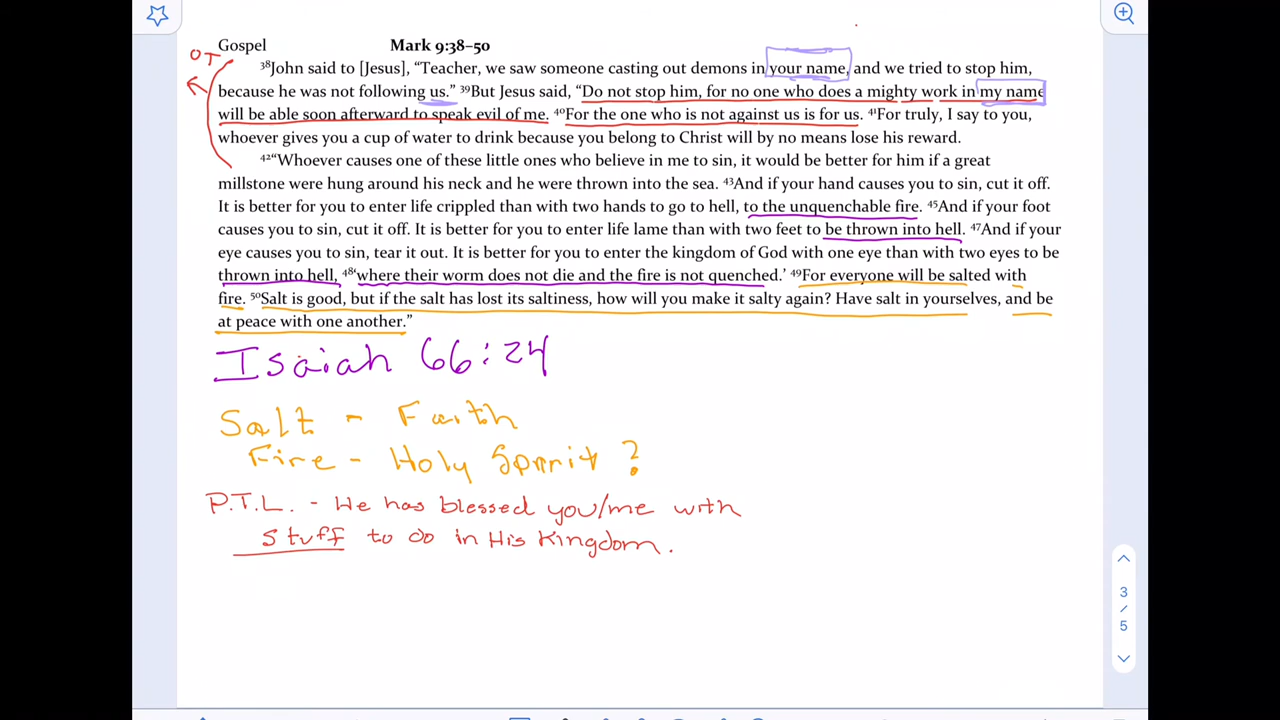 Gospel Mark 9:38–50
OT
³⁸John said to [Jesus], “Teacher, we saw someone casting out demons in your name, and we tried to stop him,
because he was not following us.” ³⁹But Jesus said, “Do not stop him, for no one who does a mighty work in my name
will be able soon afterward to speak evil of me. ⁴⁰For the one who is not against us is for us. ⁴¹For truly, I say to you,
whoever gives you a cup of water to drink because you belong to Christ will by no means lose his reward.
⁴²“Whoever causes one of these little ones who believe in me to sin, it would be better for him if a great
millstone were hung around his neck and he were thrown into the sea. ⁴³And if your hand causes you to sin, cut it off.
It is better for you to enter life crippled than with two hands to go to hell, to the unquenchable fire. ⁴⁵And if your foot
causes you to sin, cut it off. It is better for you to enter life lame than with two feet to be thrown into hell. ⁴⁷And if your
eye causes you to sin, tear it out. It is better for you to enter the kingdom of God with one eye than with two eyes to be
thrown into hell, ⁴⁸‘where their worm does not die and the fire is not quenched.’ ⁴⁹For everyone will be salted with
fire. ⁵⁰Salt is good, but if the salt has lost its saltiness, how will you make it salty again? Have salt in yourselves, and be
at peace with one another.”
Isaiah 66:24
Salt - Faith
Fire - Holy Spirit ?
P.T.L. - He has blessed you/me with
stuff to do in His Kingdom.
3
/
5